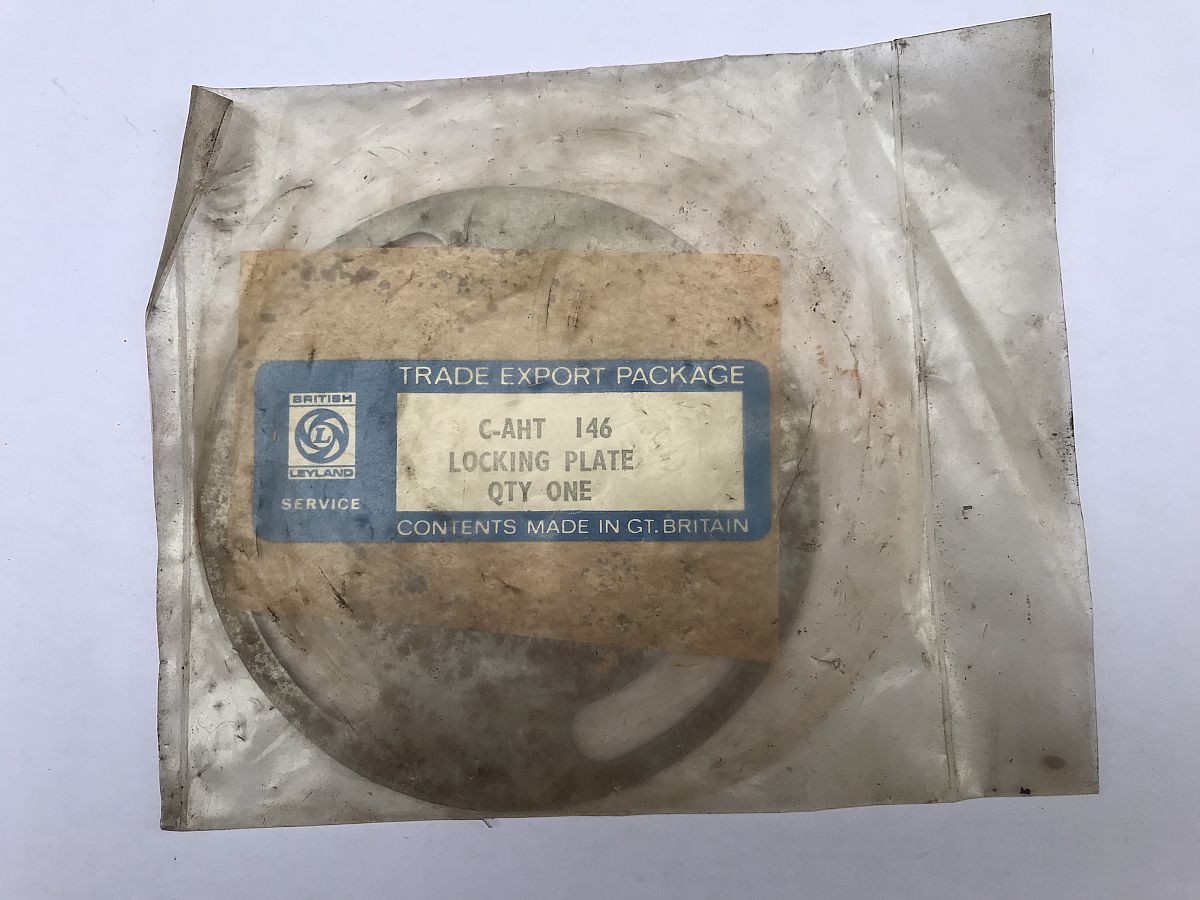 TRADE EXPORT PACKAGE
BRITISH
L
LEYLAND
SERVICE
C-AHT 146
LOCKING PLATE
QTY ONE
CONTENTS MADE IN GT. BRITAIN